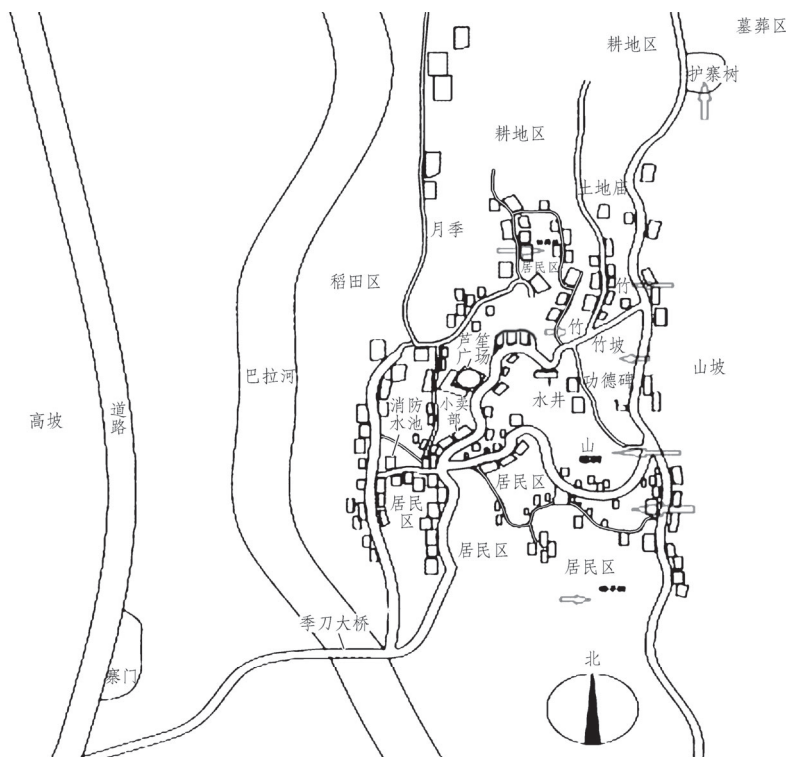 墓葬区
耕地区
护寨树
耕地区
土地庙
月季
居民区
稻田区
竹
竹
芦笙
广场
竹坡
巴拉河
山坡
功德碑
水井
消防
水池
小卖
部
高坡
道
路
山
居民区
居民
区
居民区
居民区
季刀大桥
北
寨门